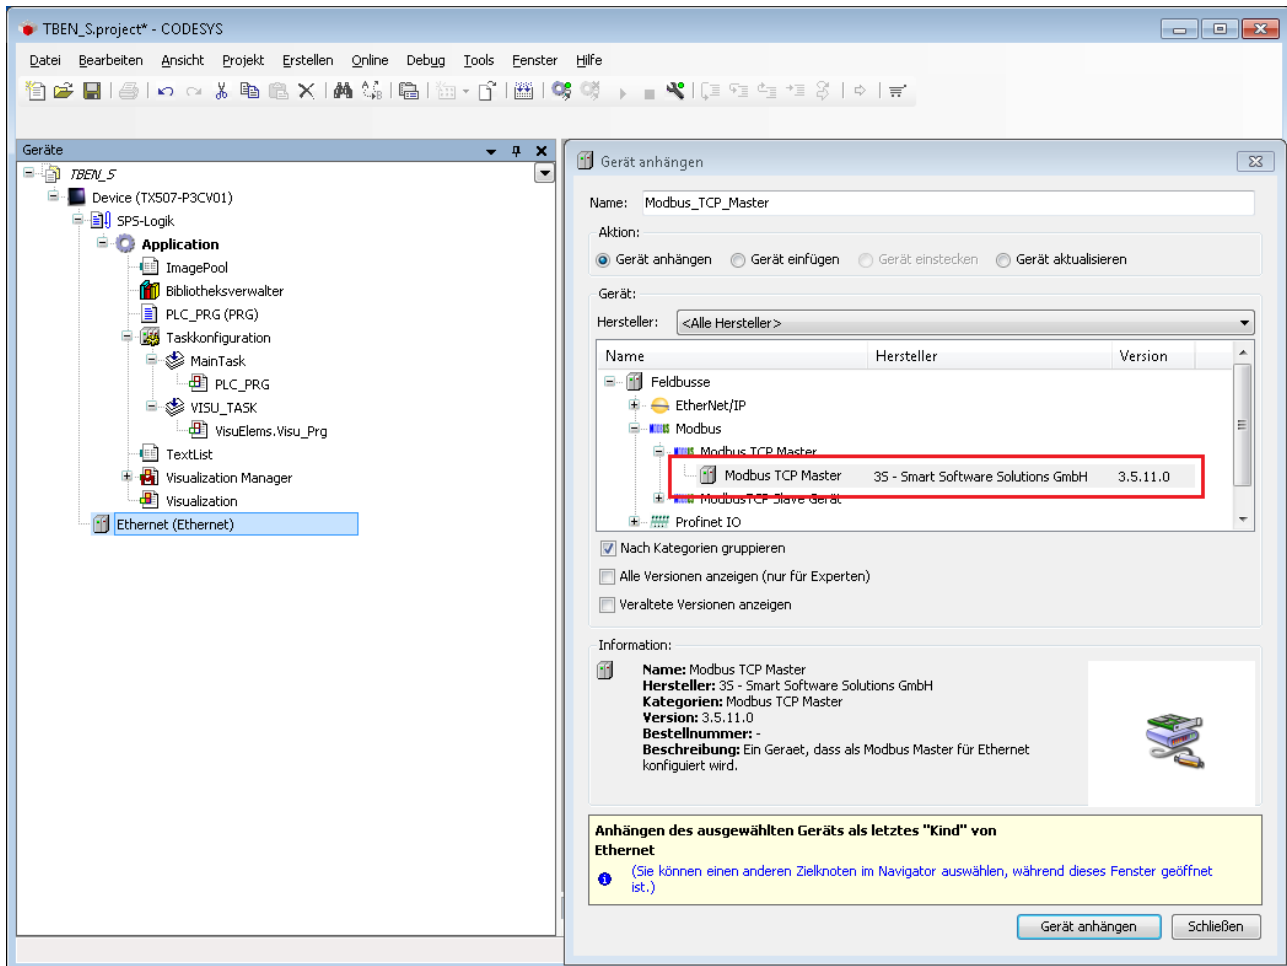 TBEN_S.project* - CODESYS
Datei Bearbeiten Ansicht Projekt Erstellen Online Debug Tools Fenster Hilfe
Geräte
TBEN_S
Device (TX507-P3CV01)
SPS-Logik
Application
ImagePool
Bibliotheksverwalter
PLC_PRG (PRG)
Taskkonfiguration
MainTask
PLC_PRG
VISU_TASK
VisuElems.Visu_Prg
TextList
Visualization Manager
Visualization
Ethernet (Ethernet)
Gerät anhängen
Name: Modbus_TCP_Master
Aktion:
Gerät anhängen Gerät einfügen Gerät einstecken Gerät aktualisieren
Gerät:
Hersteller: <Alle Hersteller>
Name Hersteller Version
Feldbusse
EtherNet/IP
Modbus
Modbus TCP Master
Modbus TCP Master 3S - Smart Software Solutions GmbH 3.5.11.0
ModbusTCP Slave Gerät
Profinet IO
Nach Kategorien gruppieren
Alle Versionen anzeigen (nur für Experten)
Veraltete Versionen anzeigen
Information:
Name: Modbus TCP Master
Hersteller: 3S - Smart Software Solutions GmbH
Kategorien: Modbus TCP Master
Version: 3.5.11.0
Bestellnummer: -
Beschreibung: Ein Geraet, dass als Modbus Master für Ethernet
konfiguiert wird.
Anhängen des ausgewählten Geräts als letztes "Kind" von
Ethernet
(Sie können einen anderen Zielknoten im Navigator auswählen, während dieses Fenster geöffnet
ist.)
Gerät anhängen Schließen